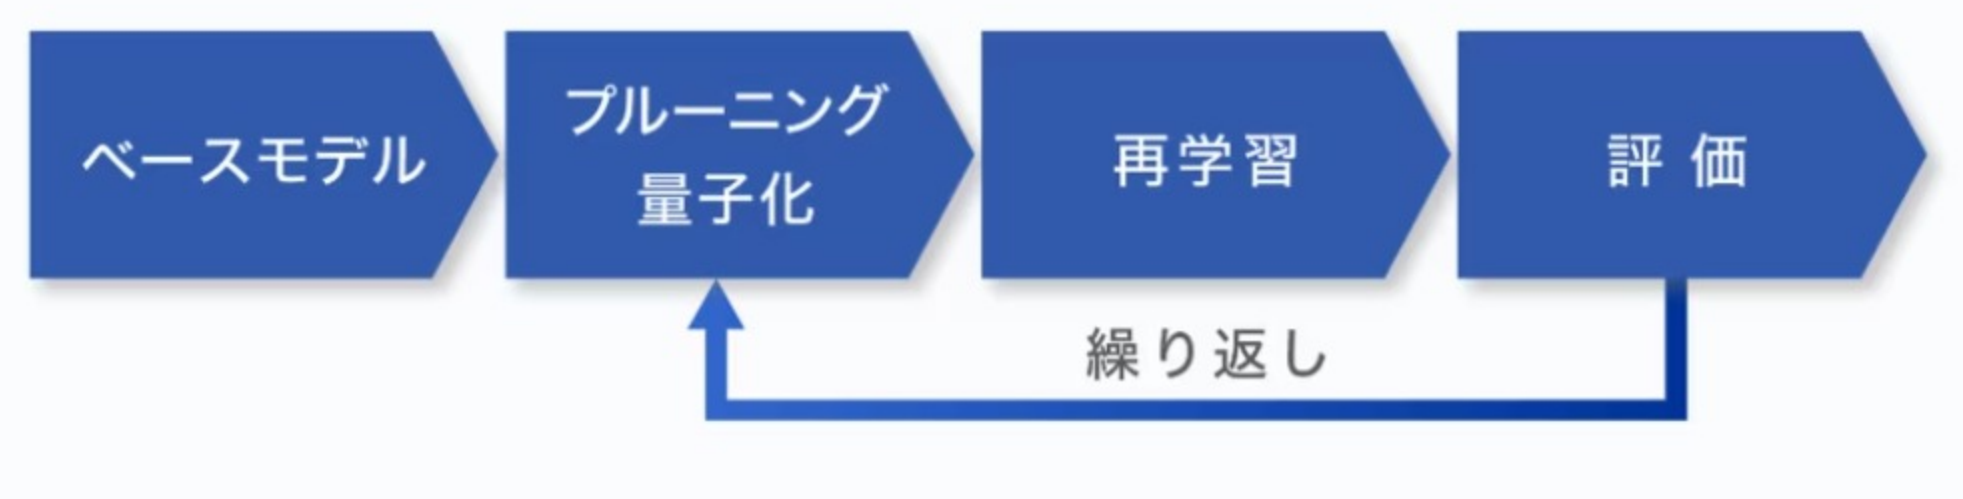 ベースモデル
プルーニング
量子化
再学習
評価
繰り返し